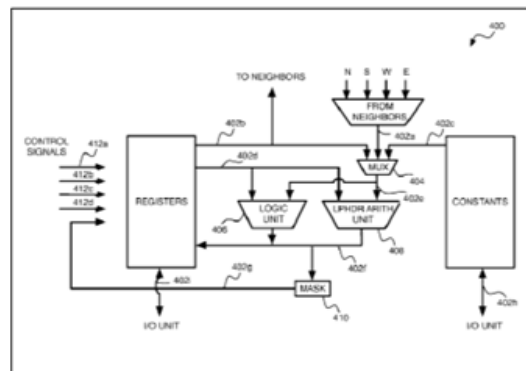 400
N S W E
TO NEIGHBORS
FROM NEIGHBORS
402b
402a
402c
CONTROL SIGNALS
412a
412b
412c
412d
402d
MUX
404
402e
REGISTERS
LOGIC UNIT
LPHDR ARITH UNIT
CONSTANTS
406
408
402f
402g
MASK
410
402i
402h
I/O UNIT
I/O UNIT